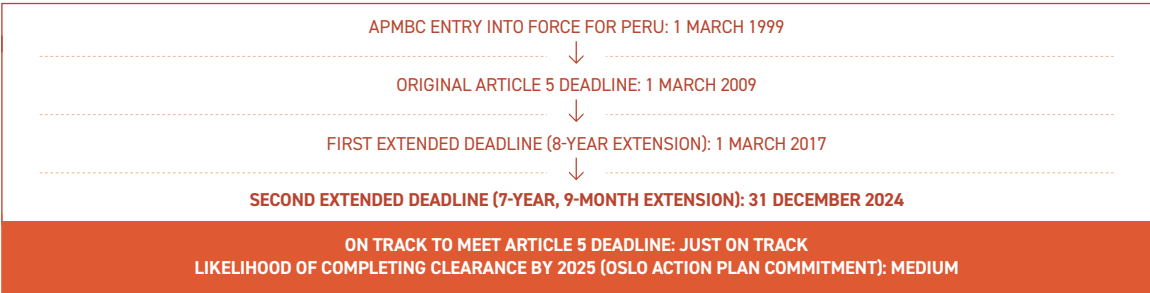 APMBC ENTRY INTO FORCE FOR PERU: 1 MARCH 1999
ORIGINAL ARTICLE 5 DEADLINE: 1 MARCH 2009
FIRST EXTENDED DEADLINE (8-YEAR EXTENSION): 1 MARCH 2017
SECOND EXTENDED DEADLINE (7-YEAR, 9-MONTH EXTENSION): 31 DECEMBER 2024
ON TRACK TO MEET ARTICLE 5 DEADLINE: JUST ON TRACK
LIKELIHOOD OF COMPLETING CLEARANCE BY 2025 (OSLO ACTION PLAN COMMITMENT): MEDIUM